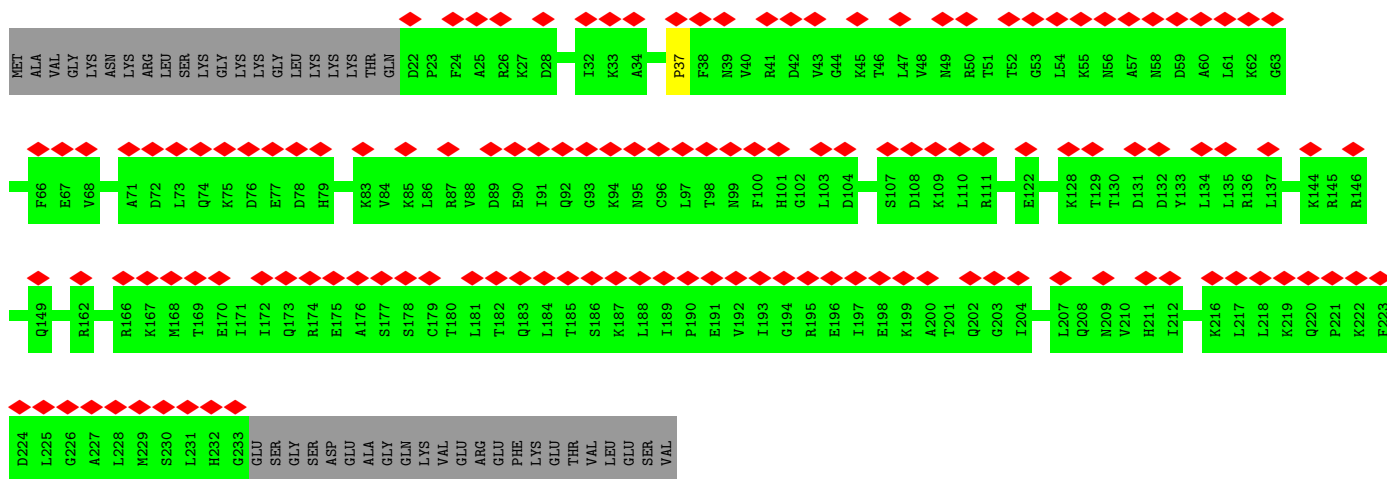 MET ALA VAL GLY LYS ASN LYS ARG LEU SER LYS GLY LYS LYS GLY LEU LYS LYS LYS THR GLN D22 P23 F24 A25 R26 K27 D28 I32 K33 A34 P37 F38 N39 V40 R41 D42 V43 G44 K45 T46 L47 V48 N49 R50 T51 T52 G53 L54 K55 N56 A57 N58 D59 A60 L61 K62 G63
F66 E67 V68 A71 D72 L73 Q74 K75 D76 E77 D78 H79 K83 V84 K85 L86 R87 V88 D89 E90 I91 Q92 G93 K94 N95 C96 L97 T98 N99 F100 H101 G102 L103 D104 S107 D108 K109 L110 R111 E122 K128 T129 T130 D131 D132 Y133 L134 L135 R136 L137 K144 R145 R146
Q149 R162 R166 K167 M168 T169 E170 I171 I172 Q173 R174 E175 A176 S177 S178 C179 T180 L181 T182 Q183 L184 T185 S186 K187 L188 I189 P190 E191 V192 I193 G194 R195 E196 I197 E198 K199 A200 T201 Q202 G203 I204 L207 Q208 N209 V210 H211 I212 K216 L217 L218 K219 Q220 P221 K222 F223
D224 L225 G226 A227 L228 M229 S230 L231 H232 G233 GLU SER GLY SER ASP GLU ALA GLY GLN LYS VAL GLU ARG GLU PHE LYS GLU THR VAL LEU GLU SER VAL